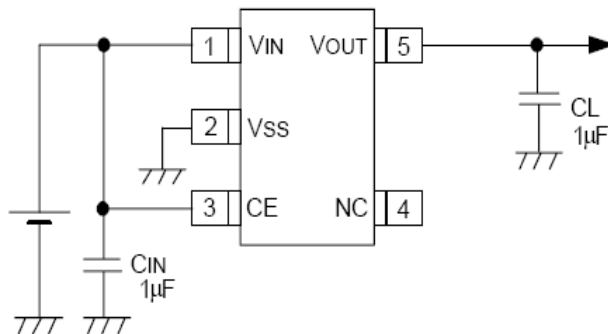 1 VIN VOUT 5
2 VSS
CL
1µF
3 CE NC 4
CIN
1µF